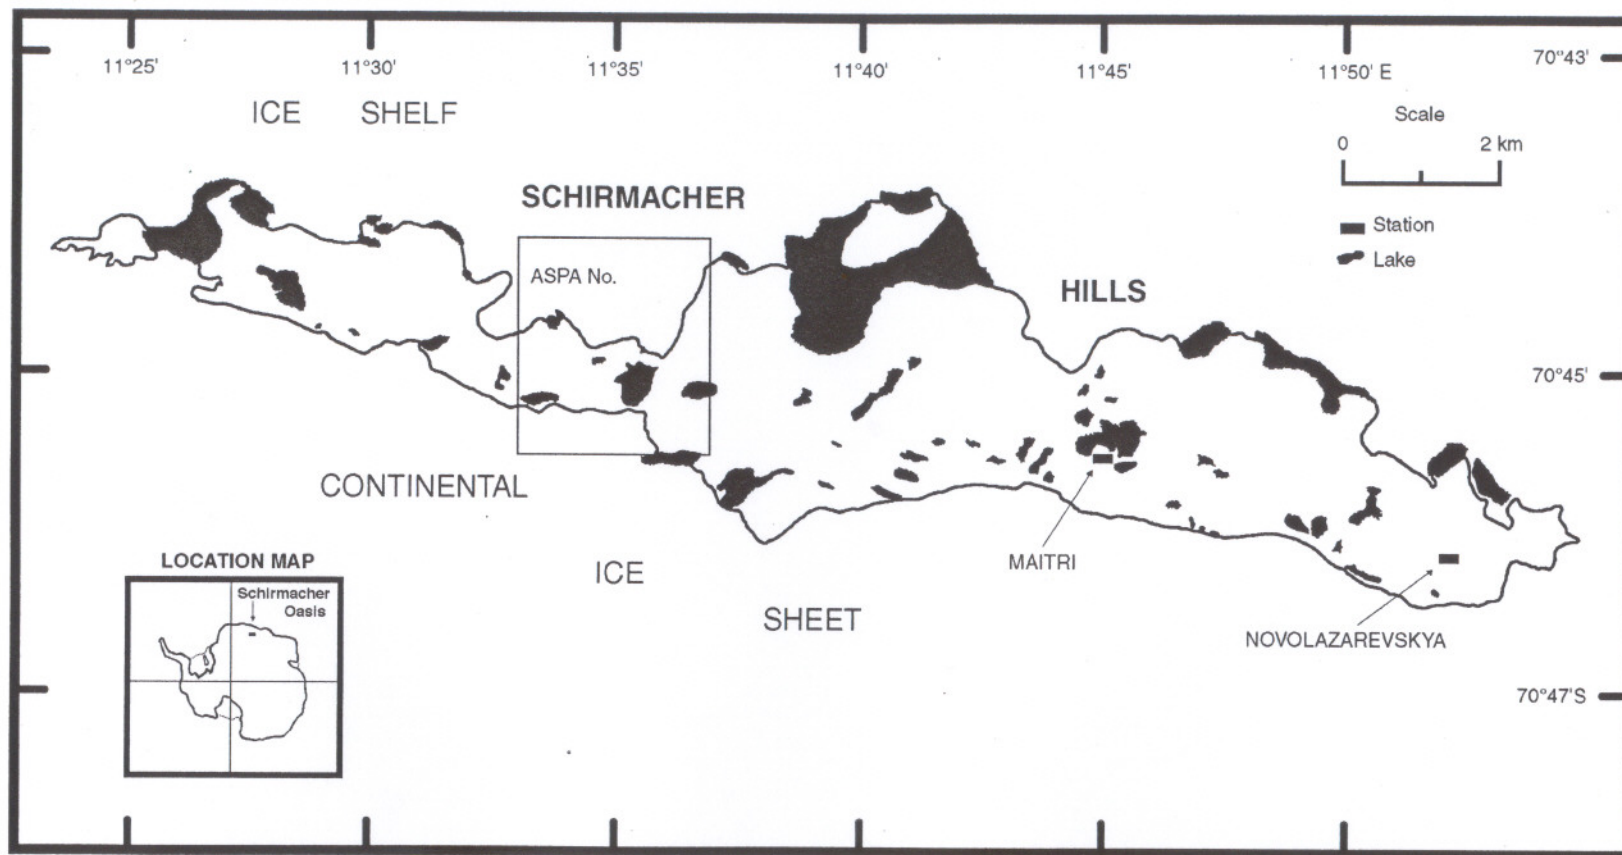 11°25'
11°30'
11°35'
11°40'
11°45'
11°50' E
70°43'
ICE SHELF
Scale
0 2 km
SCHIRMACHER
Station
Lake
ASPA No.
HILLS
70°45'
CONTINENTAL
MAITRI
LOCATION MAP
Schirmacher
Oasis
ICE
SHEET
NOVOLAZAREVSKYA
70°47'S